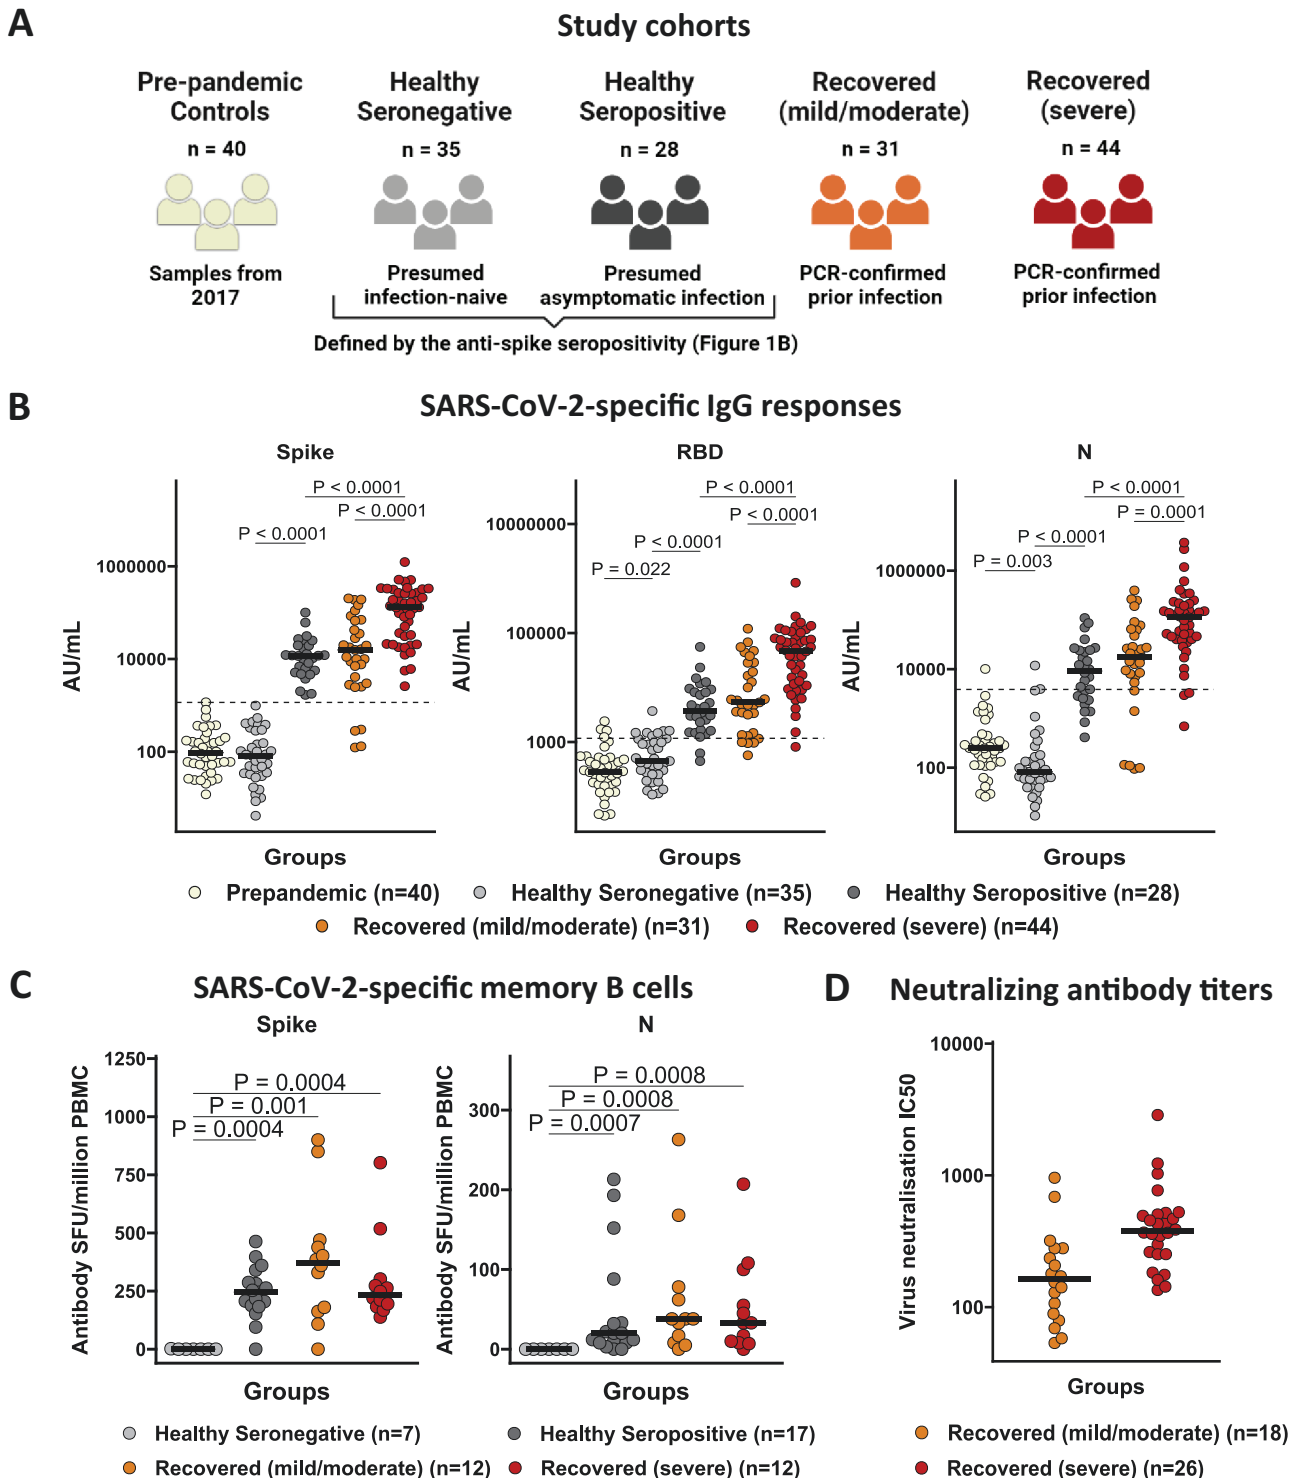 A
Study cohorts
Pre-pandemic Controls
n = 40
Samples from 2017
Healthy Seronegative
n = 35
Presumed infection-naive
Healthy Seropositive
n = 28
Presumed asymptomatic infection
Recovered (mild/moderate)
n = 31
PCR-confirmed prior infection
Recovered (severe)
n = 44
PCR-confirmed prior infection
Defined by the anti-spike seropositivity (Figure 1B)
B
SARS-CoV-2-specific IgG responses
Spike
P < 0.0001
P < 0.0001
P < 0.0001
1000000
10000
100
AU/mL
Groups
RBD
P < 0.0001
P < 0.0001
P < 0.0001
P = 0.022
10000000
100000
1000
AU/mL
Groups
N
P < 0.0001
P = 0.0001
P < 0.0001
P = 0.003
1000000
10000
100
AU/mL
Groups
Prepandemic (n=40)
Healthy Seronegative (n=35)
Healthy Seropositive (n=28)
Recovered (mild/moderate) (n=31)
Recovered (severe) (n=44)
C
SARS-CoV-2-specific memory B cells
Spike
1250
1000
750
500
250
0
P = 0.0004
P = 0.001
P = 0.0004
Antibody SFU/million PBMC
Groups
N
300
200
100
0
P = 0.0008
P = 0.0008
P = 0.0007
Antibody SFU/million PBMC
Groups
Healthy Seronegative (n=7)
Healthy Seropositive (n=17)
Recovered (mild/moderate) (n=12)
Recovered (severe) (n=12)
D
Neutralizing antibody titers
10000
1000
100
Virus neutralisation IC50
Groups
Recovered (mild/moderate) (n=18)
Recovered (severe) (n=26)